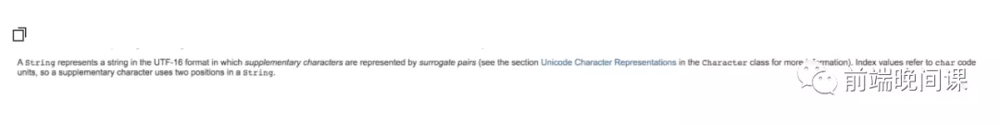 A String represents a string in the UTF-16 format in which supplementary characters are represented by surrogate pairs (see the section Unicode Character Representations in the Character class for more information). Index values refer to char code
units, so a supplementary character uses two positions in a String.
前端晚间课